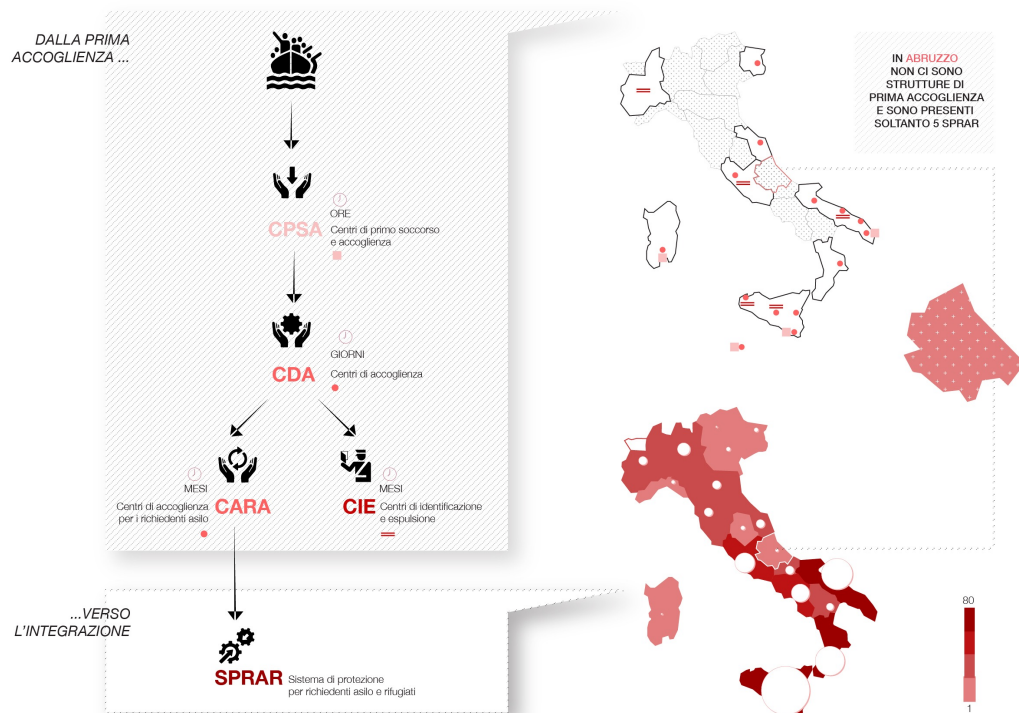 DALLA PRIMA
ACCOGLIENZA ...
ORE
CPSA
Centri di primo soccorso
e accoglienza
GIORNI
CDA
Centri di accoglienza
MESI
Centri di accoglienza
per i richiedenti asilo
CARA
MESI
CIE
Centri di identificazione
e espulsione
...VERSO
L'INTEGRAZIONE
SPRAR
Sistema di protezione
per richiedenti asilo e rifugiati
IN ABRUZZO
NON CI SONO
STRUTTURE DI
PRIMA ACCOGLIENZA
E SONO PRESENTI
SOLTANTO 5 SPRAR
80
1